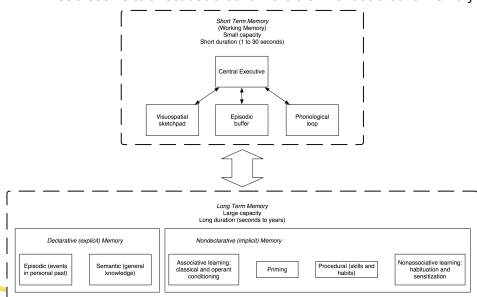 Short Term Memory
(Working Memory)
Small capacity
Short duration (1 to 30 seconds)
Central Executive
Visuospatial
sketchpad
Episodic
buffer
Phonological
loop
Long Term Memory
Large capacity
Long duration (seconds to years)
Declarative (explicit) Memory
Episodic (events
in personal past)
Semantic (general
knowledge)
Nondeclarative (implicit) Memory
Associative learning:
classical and operant
conditioning
Priming
Procedural (skills and
habits)
Nonassociative learning:
habituation and
sensitization